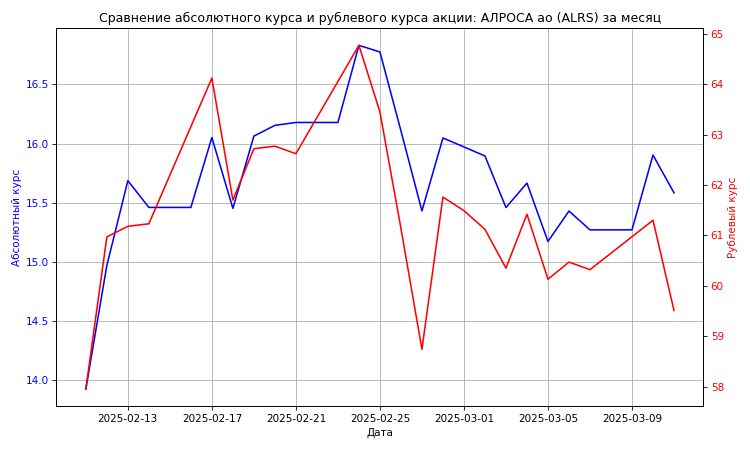 Сравнение абсолютного курса и рублевого курса акции: АЛРОСА ао (ALRS) за месяц
Абсолютный курс
16.5
16.0
15.5
15.0
14.5
14.0
65
64
63
62
61
60
59
58
Рублевый курс
2025-02-13 2025-02-17 2025-02-21 2025-02-25 2025-03-01 2025-03-05 2025-03-09
Дата